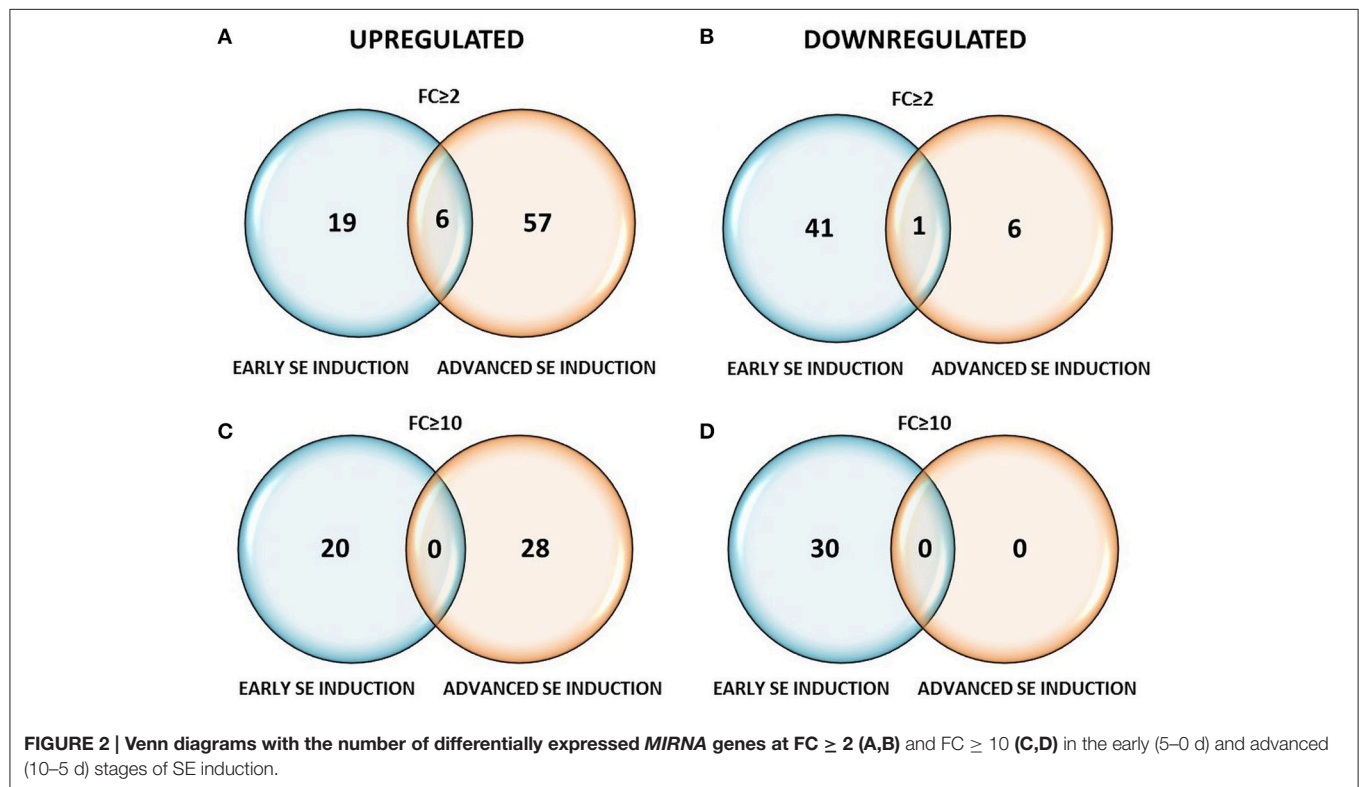 A UPREGULATED B DOWNREGULATED
FC≥2 FC≥2
19 6 57 41 1 6
EARLY SE INDUCTION ADVANCED SE INDUCTION EARLY SE INDUCTION ADVANCED SE INDUCTION
C FC≥10 D FC≥10
20 0 28 30 0 0
EARLY SE INDUCTION ADVANCED SE INDUCTION EARLY SE INDUCTION ADVANCED SE INDUCTION
FIGURE 2 | Venn diagrams with the number of differentially expressed MIRNA genes at FC ≥ 2 (A,B) and FC ≥ 10 (C,D) in the early (5–0 d) and advanced
(10–5 d) stages of SE induction.